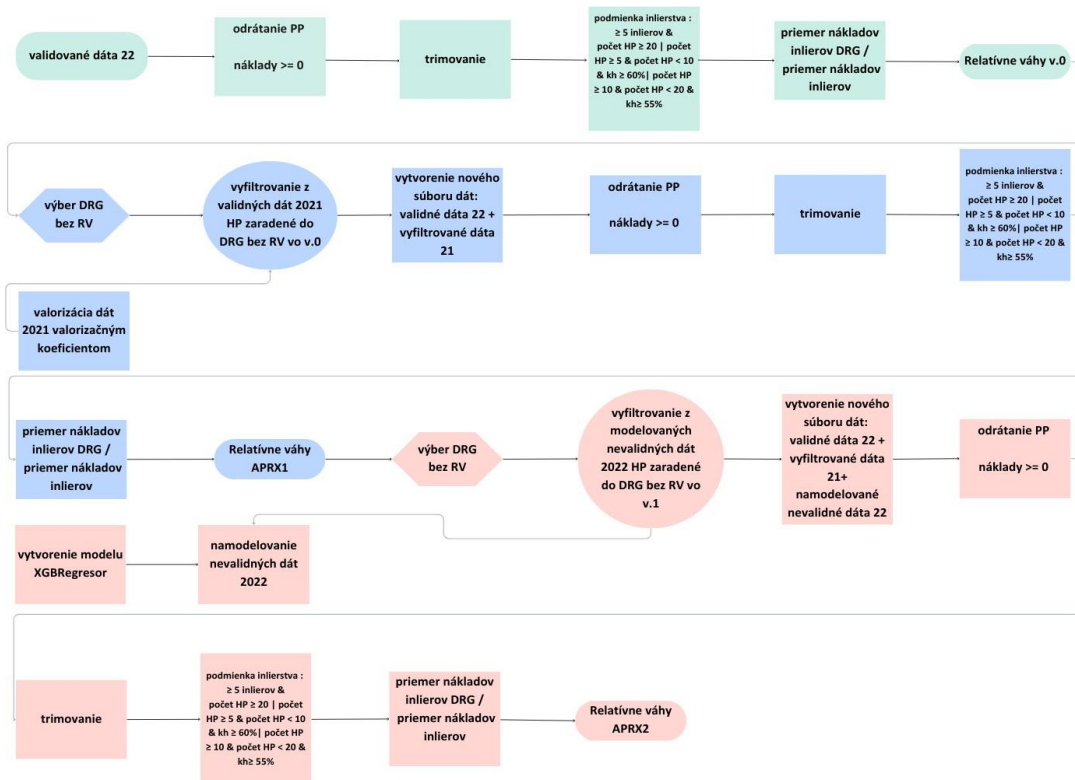 validované dáta 22
odrátanie PP
náklady >= 0
trimovanie
podmienka inlierstva :
≥ 5 inlierov &
počet HP ≥ 20 | počet
HP ≥ 5 & počet HP < 10
& kh ≥ 60%| počet HP
≥ 10 & počet HP < 20 &
kh≥ 55%
priemer nákladov
inlierov DRG /
priemer nákladov
inlierov
Relatívne váhy v.0
výber DRG
bez RV
vyfiltrovanie z
validných dát 2021
HP zaradené do
DRG bez RV vo v.0
vytvorenie nového
súboru dát:
validné dáta 22 +
vyfiltrované dáta
21
odrátanie PP
náklady >= 0
trimovanie
podmienka inlierstva :
≥ 5 inlierov &
počet HP ≥ 20 | počet
HP ≥ 5 & počet HP < 10
& kh ≥ 60%| počet HP
≥ 10 & počet HP < 20 &
kh≥ 55%
valorizácia dát
2021 valorizačným
koeficientom
priemer nákladov
inlierov DRG /
priemer nákladov
inlierov
Relatívne váhy
APRX1
výber DRG
bez RV
vyfiltrovanie z
modelovaných
nevalidných dát
2022 HP zaradené
do DRG bez RV vo
v.1
vytvorenie nového
súboru dát:
validné dáta 22 +
vyfiltrované dáta
21+
namodelované
nevalidné dáta 22
odrátanie PP
náklady >= 0
vytvorenie modelu
XGBRegresor
namodelovanie
nevalidných dát
2022
trimovanie
podmienka inlierstva :
≥ 5 inlierov &
počet HP ≥ 20 | počet
HP ≥ 5 & počet HP < 10
& kh ≥ 60%| počet HP
≥ 10 & počet HP < 20 &
kh≥ 55%
priemer nákladov
inlierov DRG /
priemer nákladov
inlierov
Relatívne váhy
APRX2